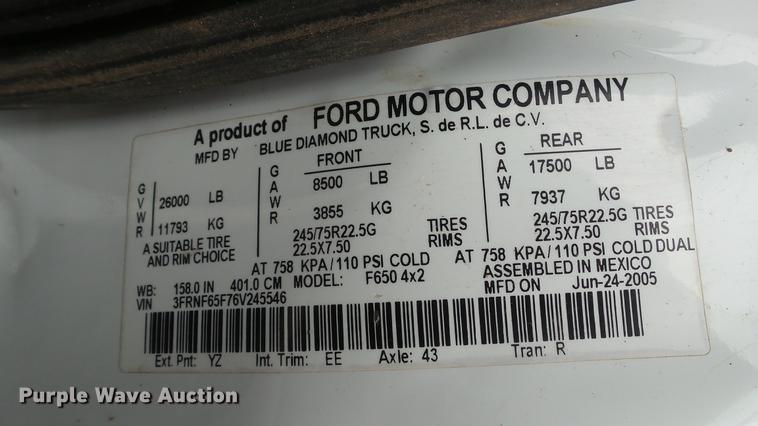 A product of FORD MOTOR COMPANY
MFD BY BLUE DIAMOND TRUCK, S. de R.L. de C.V.
GVWR
26000 LB
11793 KG
A SUITABLE TIRE
AND RIM CHOICE
FRONT
GAWR
8500 LB
3855 KG
245/75R22.5G TIRES
22.5X7.50 RIMS
AT 758 KPA/110 PSI COLD
REAR
GAWR
17500 LB
7937 KG
245/75R22.5G TIRES
22.5X7.50 RIMS
AT 758 KPA/110 PSI COLD DUAL
WB: 158.0 IN 401.0 CM MODEL: F650 4x2
ASSEMBLED IN MEXICO
VIN 3FRNF65F76V245546
MFD ON Jun-24-2005
Ext. Pnt: YZ Int. Trim: EE Axle: 43 Tran: R
Purple Wave Auction